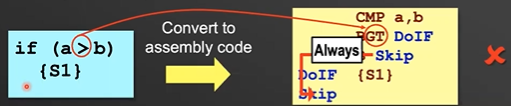 if (a > b)
{S1}
Convert to
assembly code
CMP a,b
BGT DoIF
Always Skip
DoIF {S1}
Skip